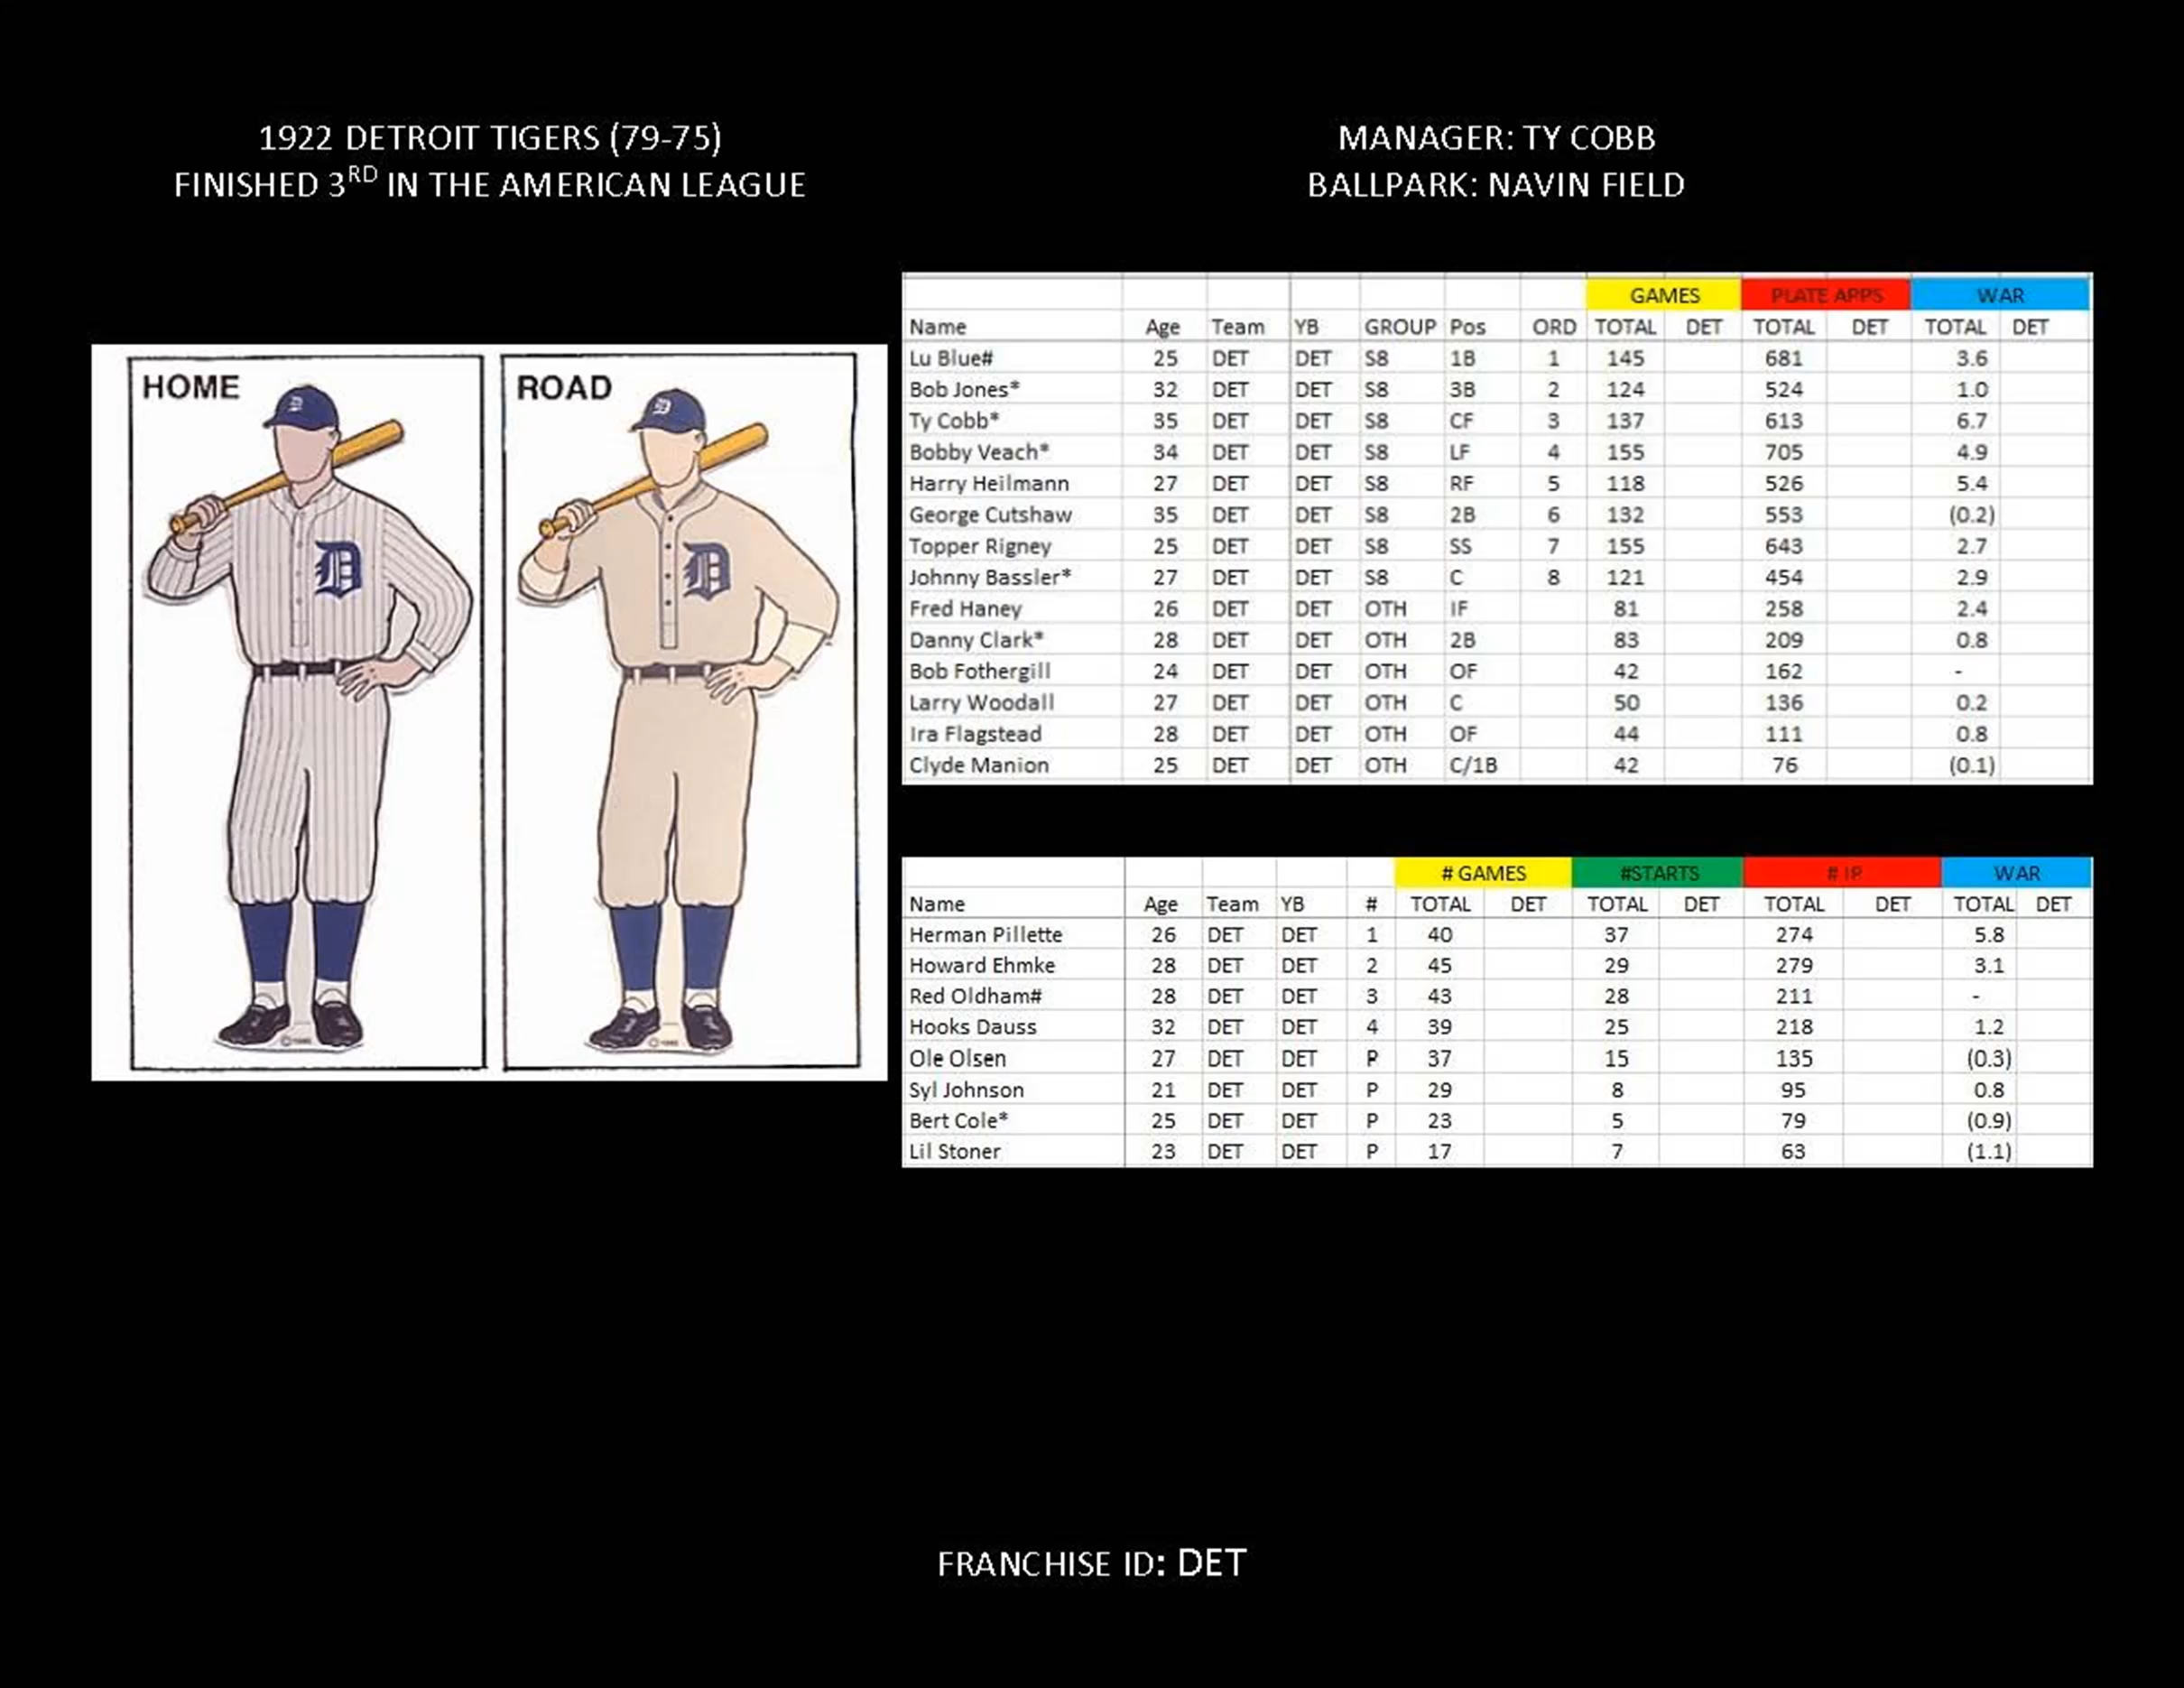 1922 DETROIT TIGERS (79-75)
FINISHED 3RD IN THE AMERICAN LEAGUE
MANAGER: TY COBB
BALLPARK: NAVIN FIELD
HOME
ROAD
GAMES PLATE APPS WAR
Name Age Team YB GROUP Pos ORD TOTAL DET TOTAL DET TOTAL DET
Lu Blue# 25 DET DET S8 1B 1 145 681 3.6
Bob Jones* 32 DET DET S8 3B 2 124 524 1.0
Ty Cobb* 35 DET DET S8 CF 3 137 613 6.7
Bobby Veach* 34 DET DET S8 LF 4 155 705 4.9
Harry Heilmann 27 DET DET S8 RF 5 118 526 5.4
George Cutshaw 35 DET DET S8 2B 6 132 553 (0.2)
Topper Rigney 25 DET DET S8 SS 7 155 643 2.7
Johnny Bassler* 27 DET DET S8 C 8 121 454 2.9
Fred Haney 26 DET DET OTH IF 81 258 2.4
Danny Clark* 28 DET DET OTH 2B 83 209 0.8
Bob Fothergill 24 DET DET OTH OF 42 162 -
Larry Woodall 27 DET DET OTH C 50 136 0.2
Ira Flagstead 28 DET DET OTH OF 44 111 0.8
Clyde Manion 25 DET DET OTH C/1B 42 76 (0.1)
# GAMES #STARTS # IP WAR
Name Age Team YB # TOTAL DET TOTAL DET TOTAL DET TOTAL DET
Herman Pillette 26 DET DET 1 40 37 274 5.8
Howard Ehmke 28 DET DET 2 45 29 279 3.1
Red Oldham# 28 DET DET 3 43 28 211 -
Hooks Dauss 32 DET DET 4 39 25 218 1.2
Ole Olsen 27 DET DET P 37 15 135 (0.3)
Syl Johnson 21 DET DET P 29 8 95 0.8
Bert Cole* 25 DET DET P 23 5 79 (0.9)
Lil Stoner 23 DET DET P 17 7 63 (1.1)
FRANCHISE ID: DET